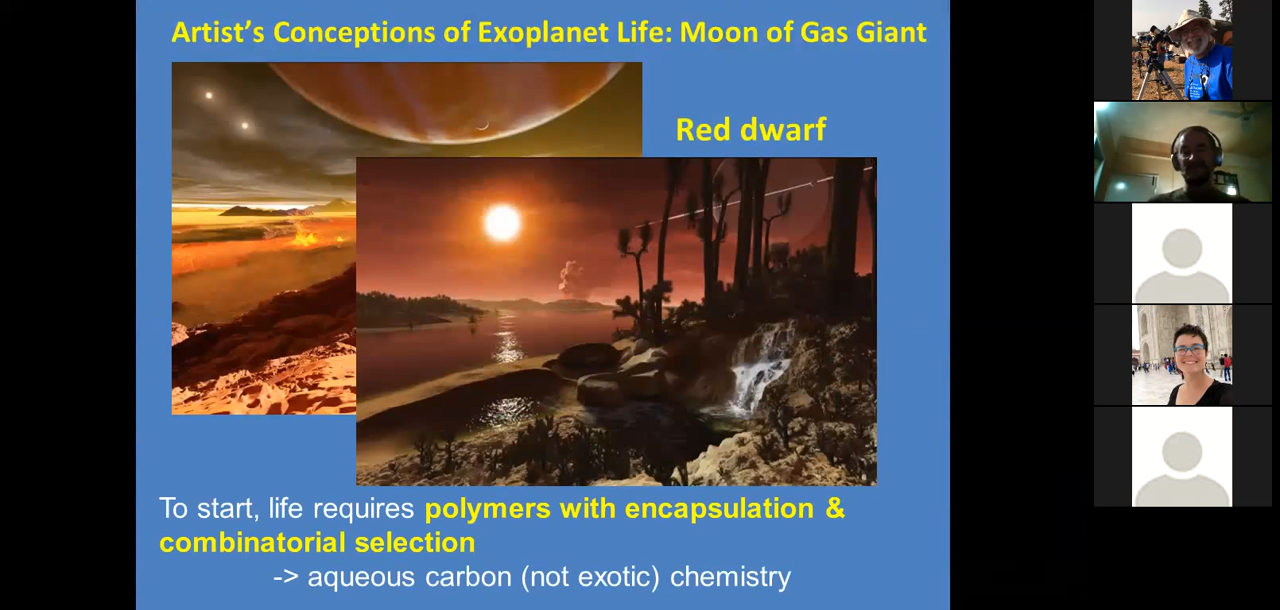 Artist’s Conceptions of Exoplanet Life: Moon of Gas Giant
Red dwarf
To start, life requires polymers with encapsulation &
combinatorial selection
-> aqueous carbon (not exotic) chemistry